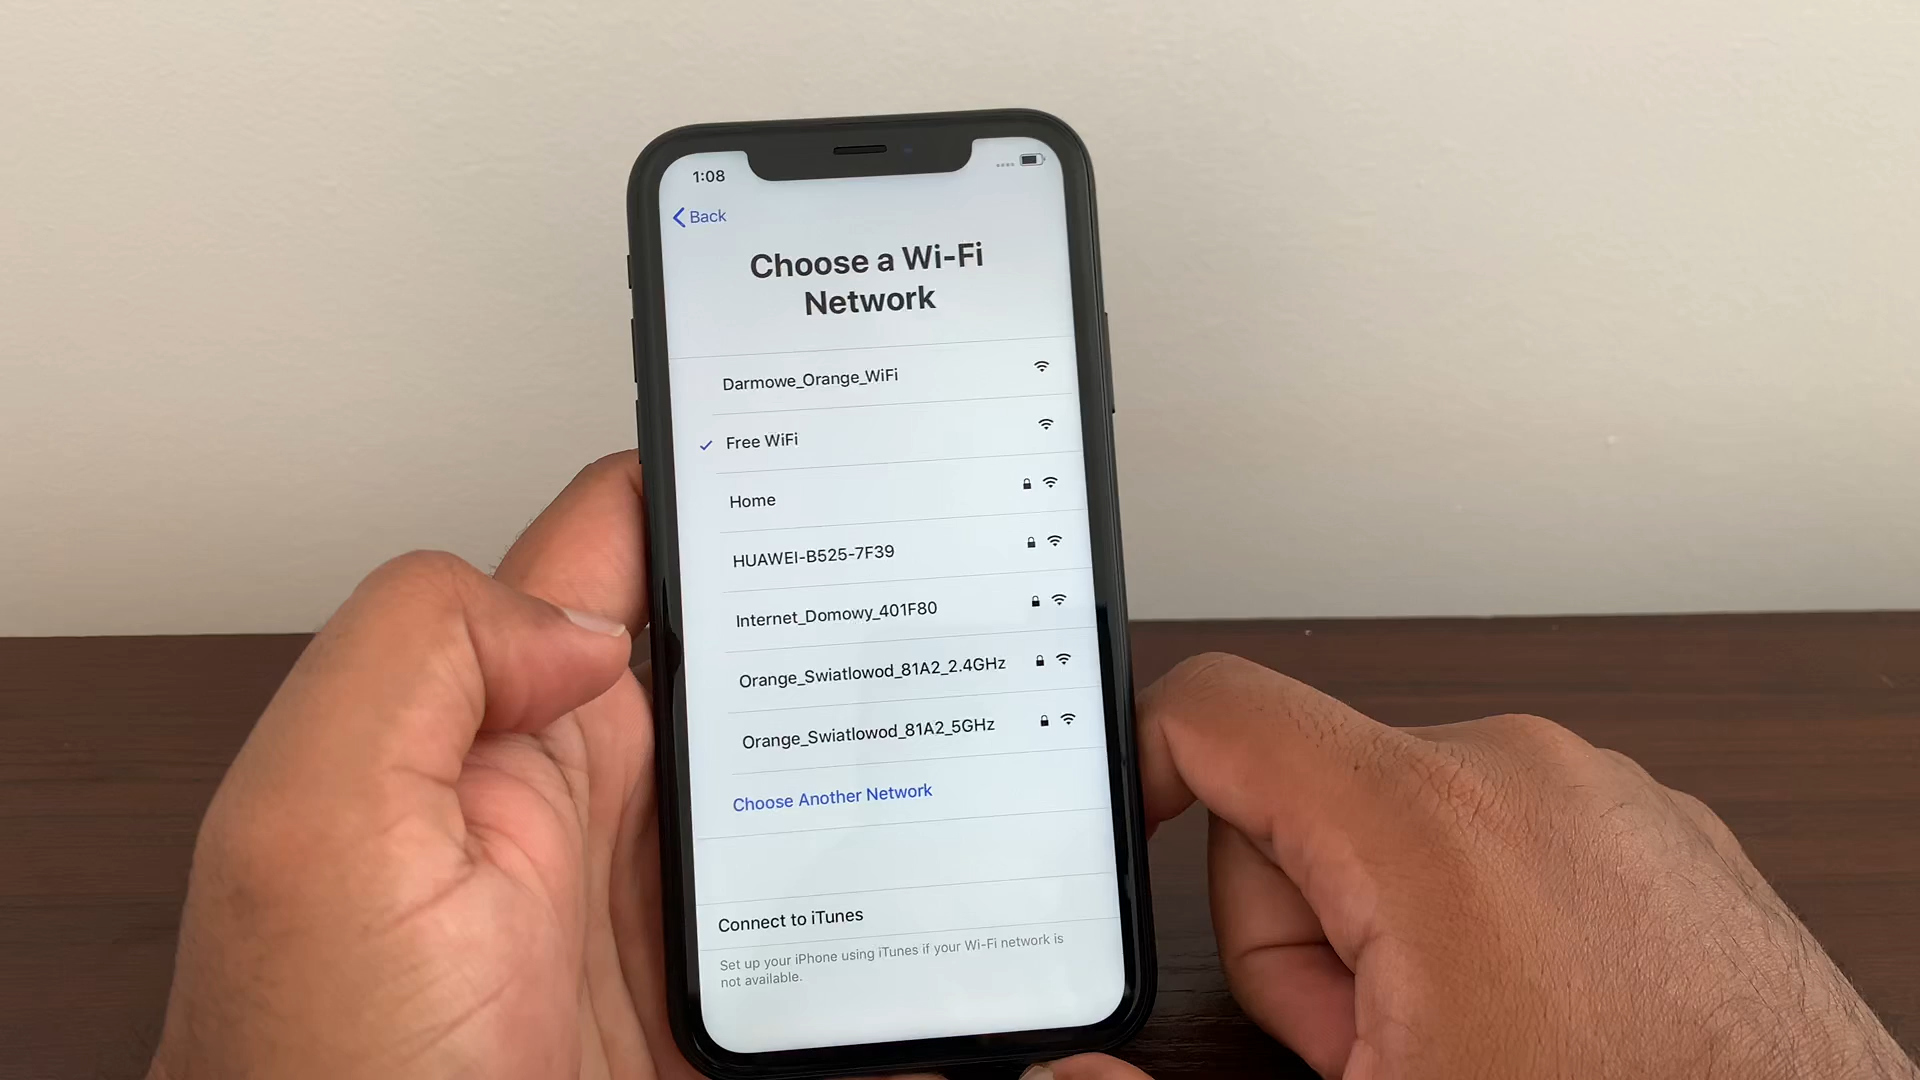 1:08
Back
Choose a Wi-Fi
Network
Darmowe_Orange_WiFi
Free WiFi
Home
HUAWEI-B525-7F39
Internet_Domowy_401F80
Orange_Swiatlowod_81A2_2.4GHz
Orange_Swiatlowod_81A2_5GHz
Choose Another Network
Connect to iTunes
Set up your iPhone using iTunes if your Wi-Fi network is
not available.